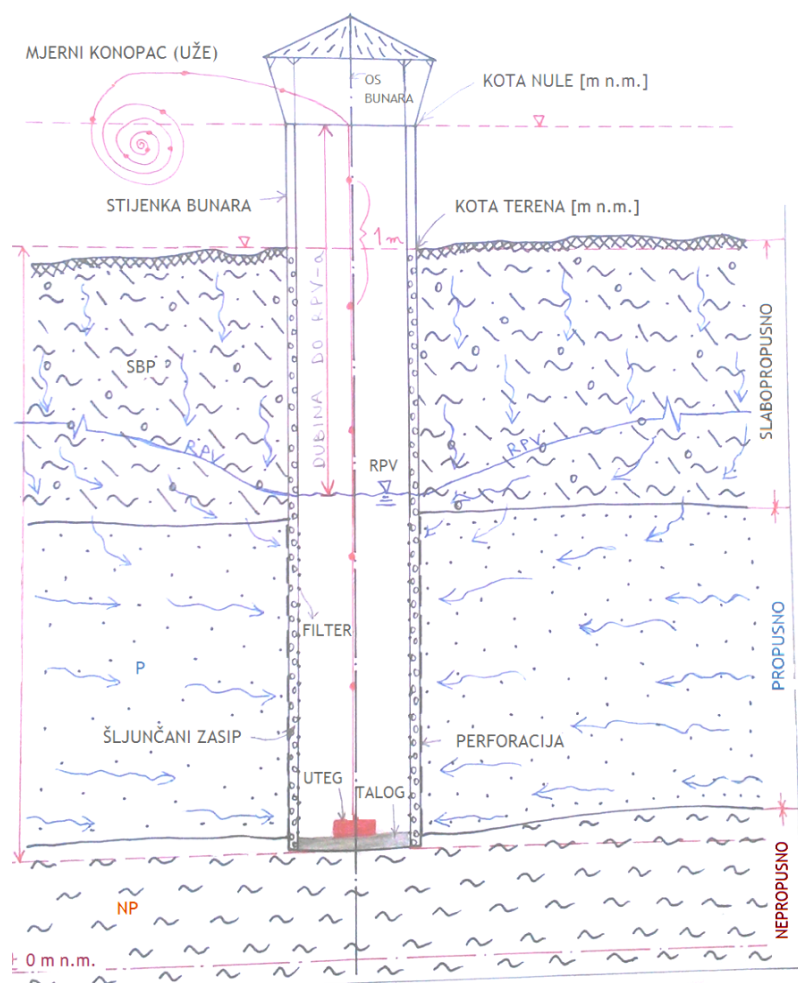 MJERNI KONOPAC (UŽE)
OS
BUNARA
KOTA NULE [m n.m.]
STIJENKA BUNARA
KOTA TERENA [m n.m.]
1m
DUBINA DO RPV-a
SBP
SLABOPROPUSNO
RPV
RPV
RPV
FILTER
P
PROPUSNO
ŠLJUNČANI ZASIP
PERFORACIJA
UTEG
TALOG
NP
NEPROPUSNO
± 0 m n.m.